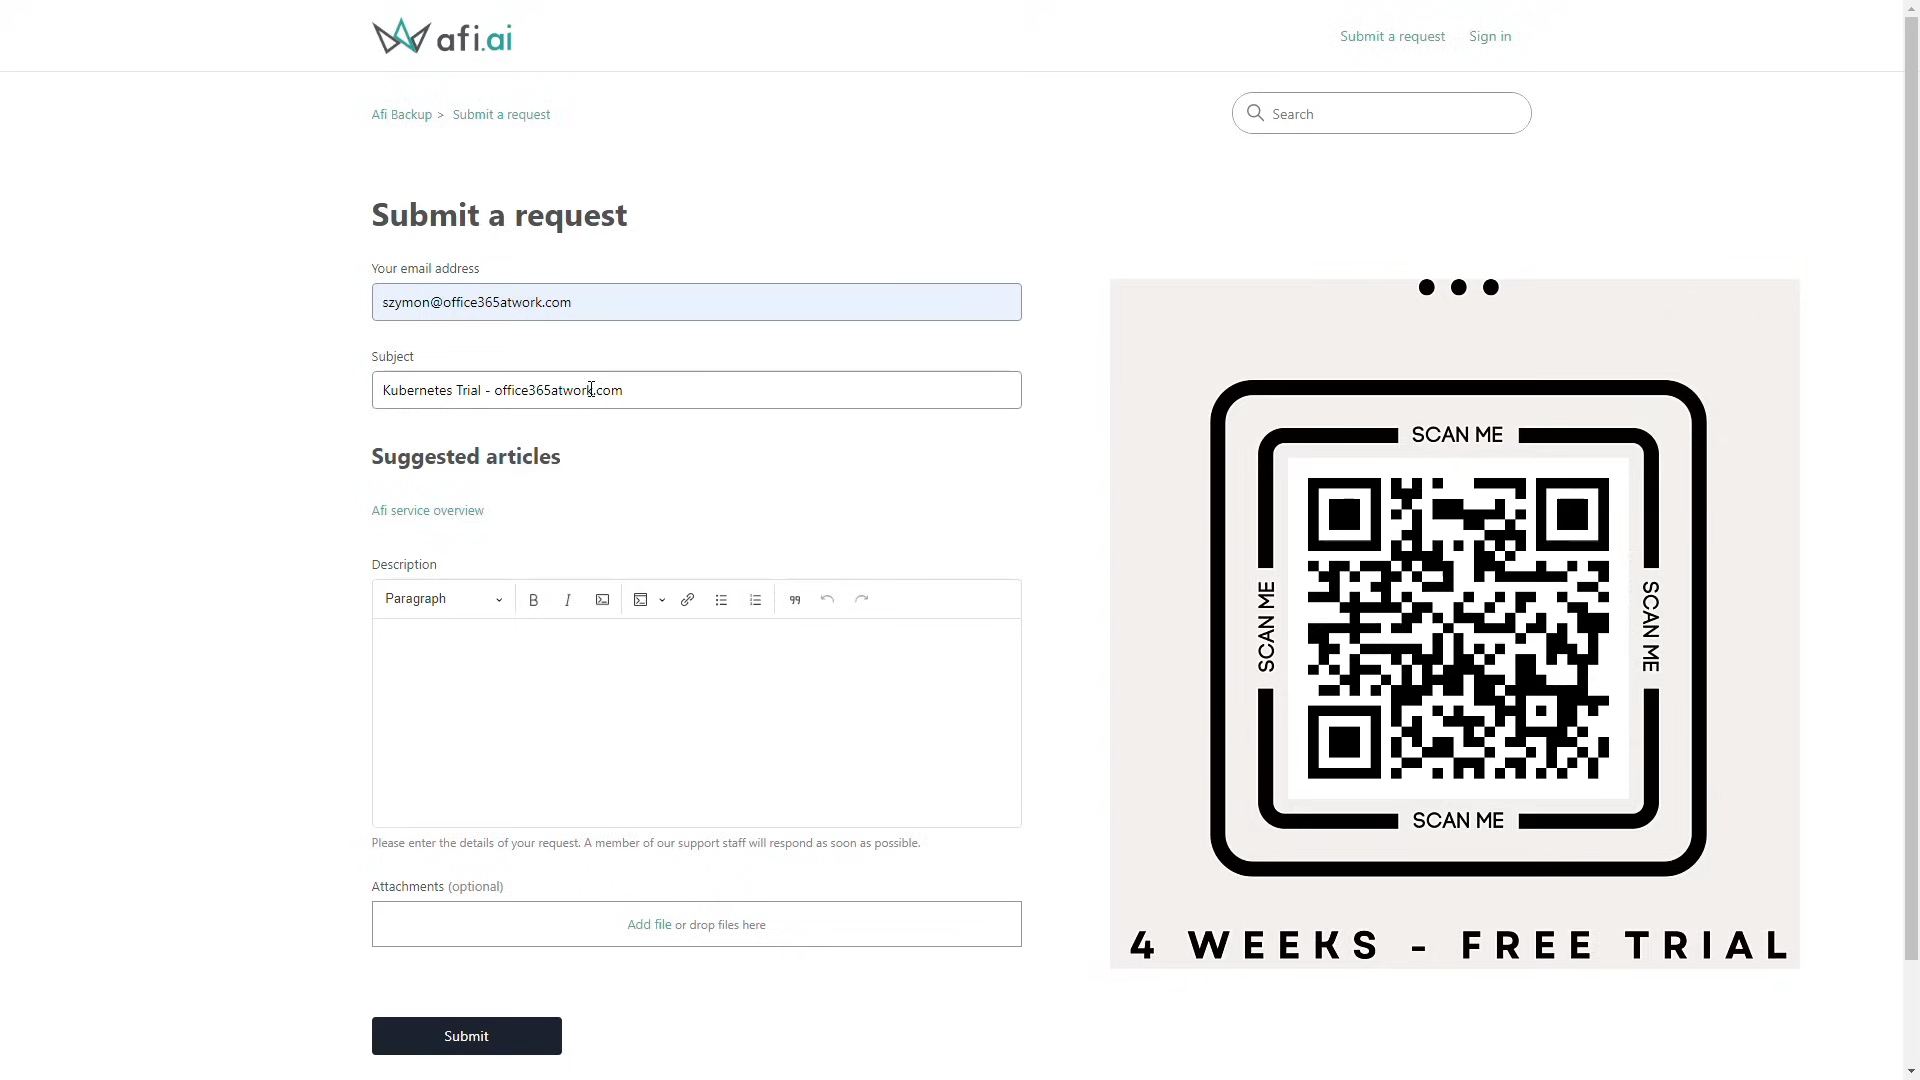 afi.ai
Submit a request
Sign in
Afi Backup > Submit a request
Search
Submit a request
Your email address
szymon@office365atwork.com
Subject
Kubernetes Trial - office365atwork.com
Suggested articles
Afi service overview
Description
Paragraph
Please enter the details of your request. A member of our support staff will respond as soon as possible.
Attachments (optional)
Add file or drop files here
Submit
SCAN ME
SCAN ME
SCAN ME
SCAN ME
4 WEEKS - FREE TRIAL